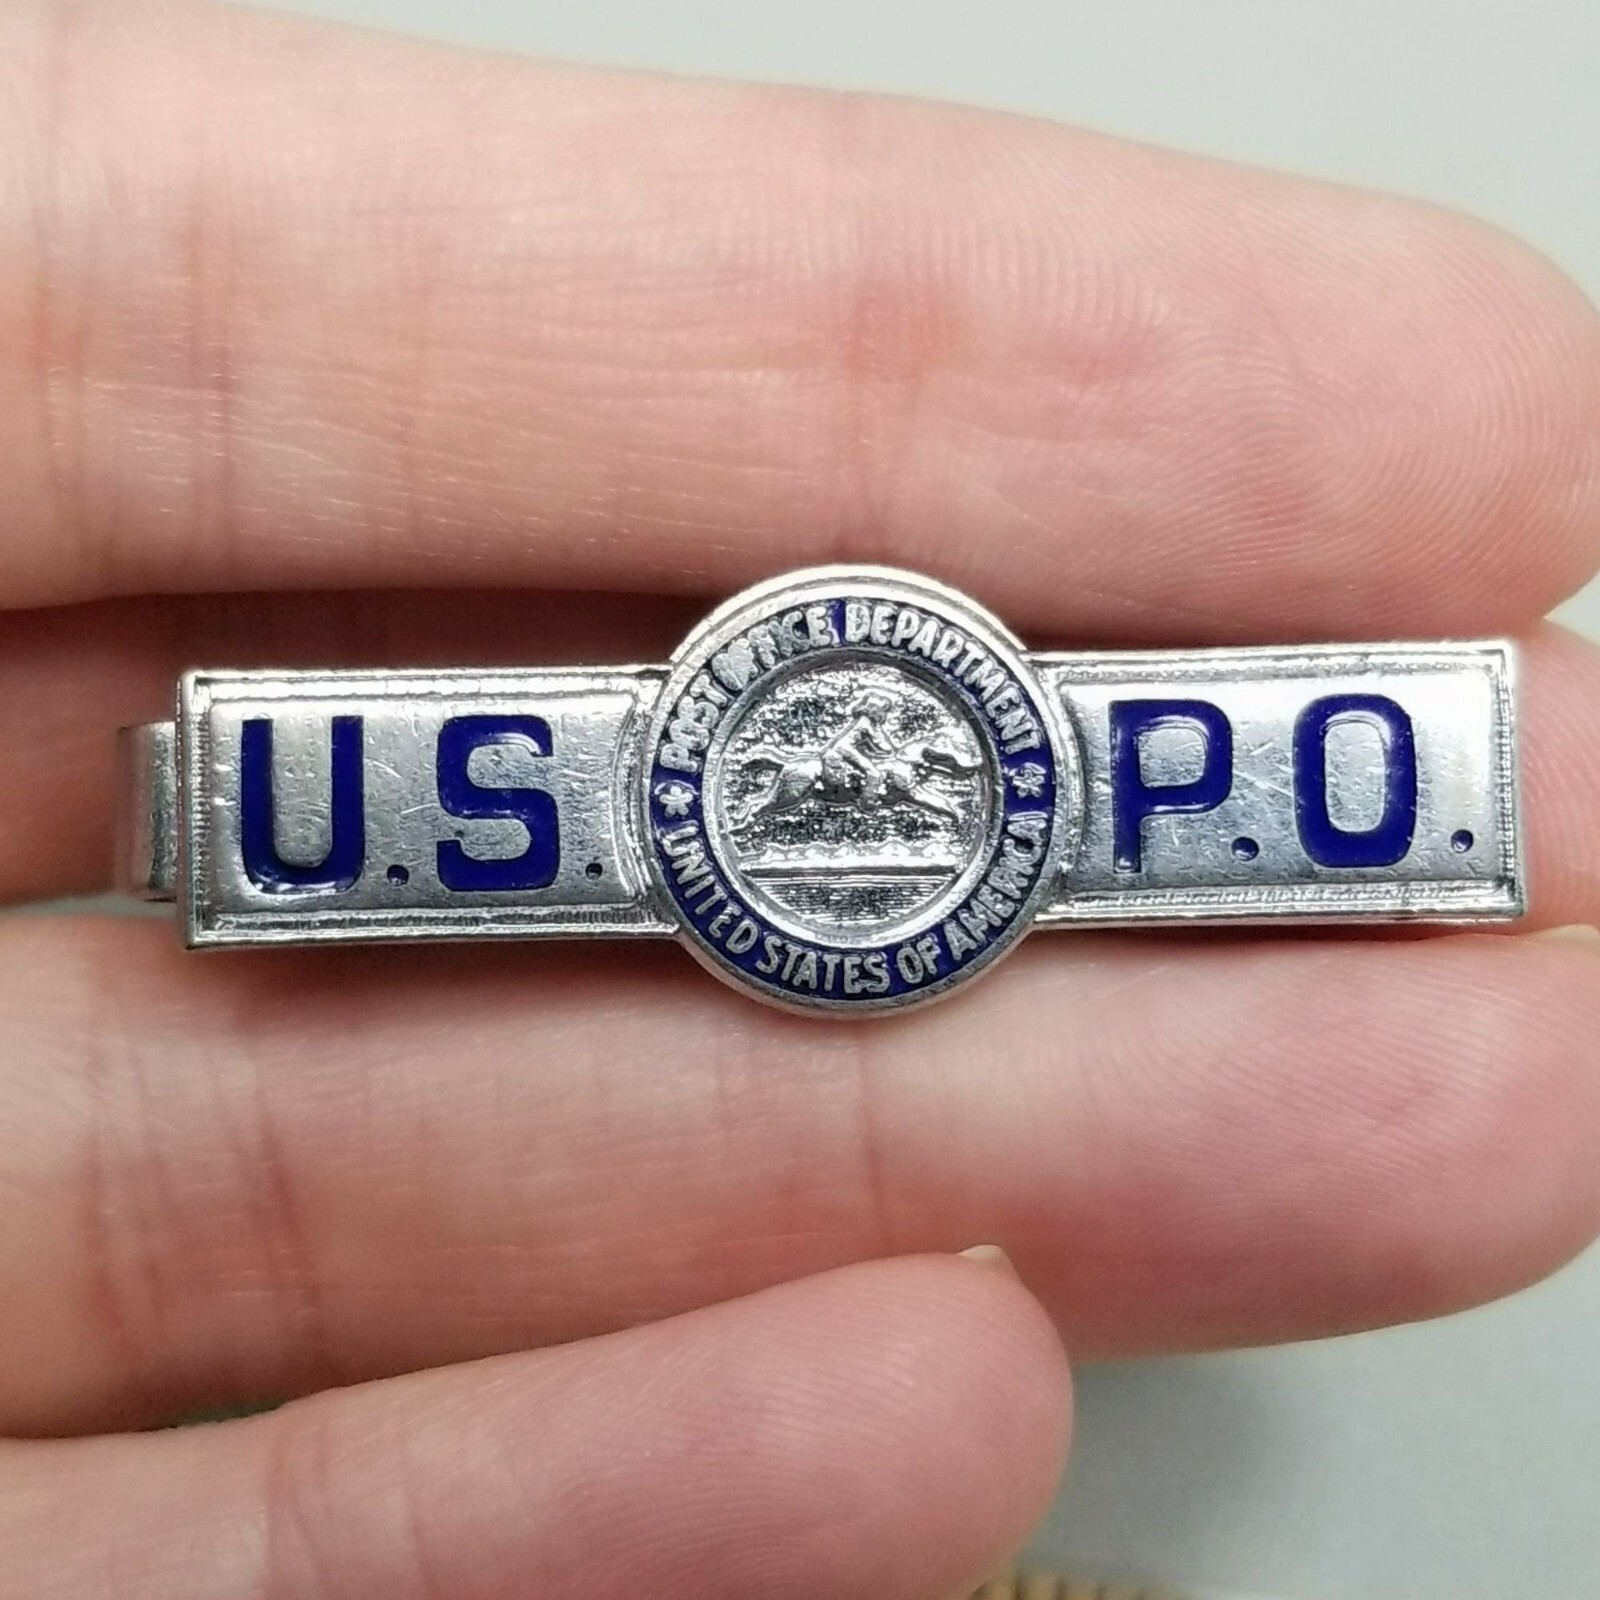 U.S.
POST OFFICE DEPARTMENT
UNITED STATES OF AMERICA
P.O.